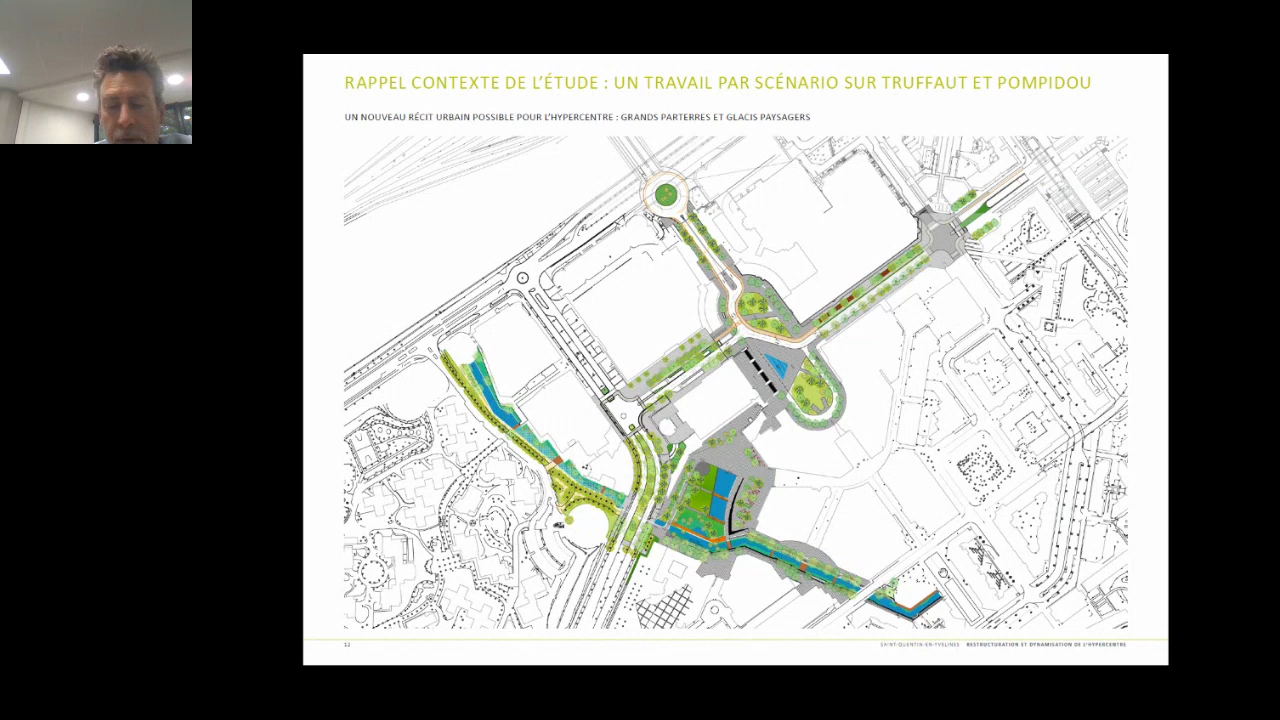 RAPPEL CONTEXTE DE L'ÉTUDE : UN TRAVAIL PAR SCÉNARIO SUR TRUFFAUT ET POMPIDOU
UN NOUVEAU RÉCIT URBAIN POSSIBLE POUR L'HYPERCENTRE : GRANDS PARTERRES ET GLACIS PAYSAGERS
12
SAINT-QUENTIN-EN-YVELINES RESTRUCTURATION ET DYNAMISATION DE L'HYPERCENTRE